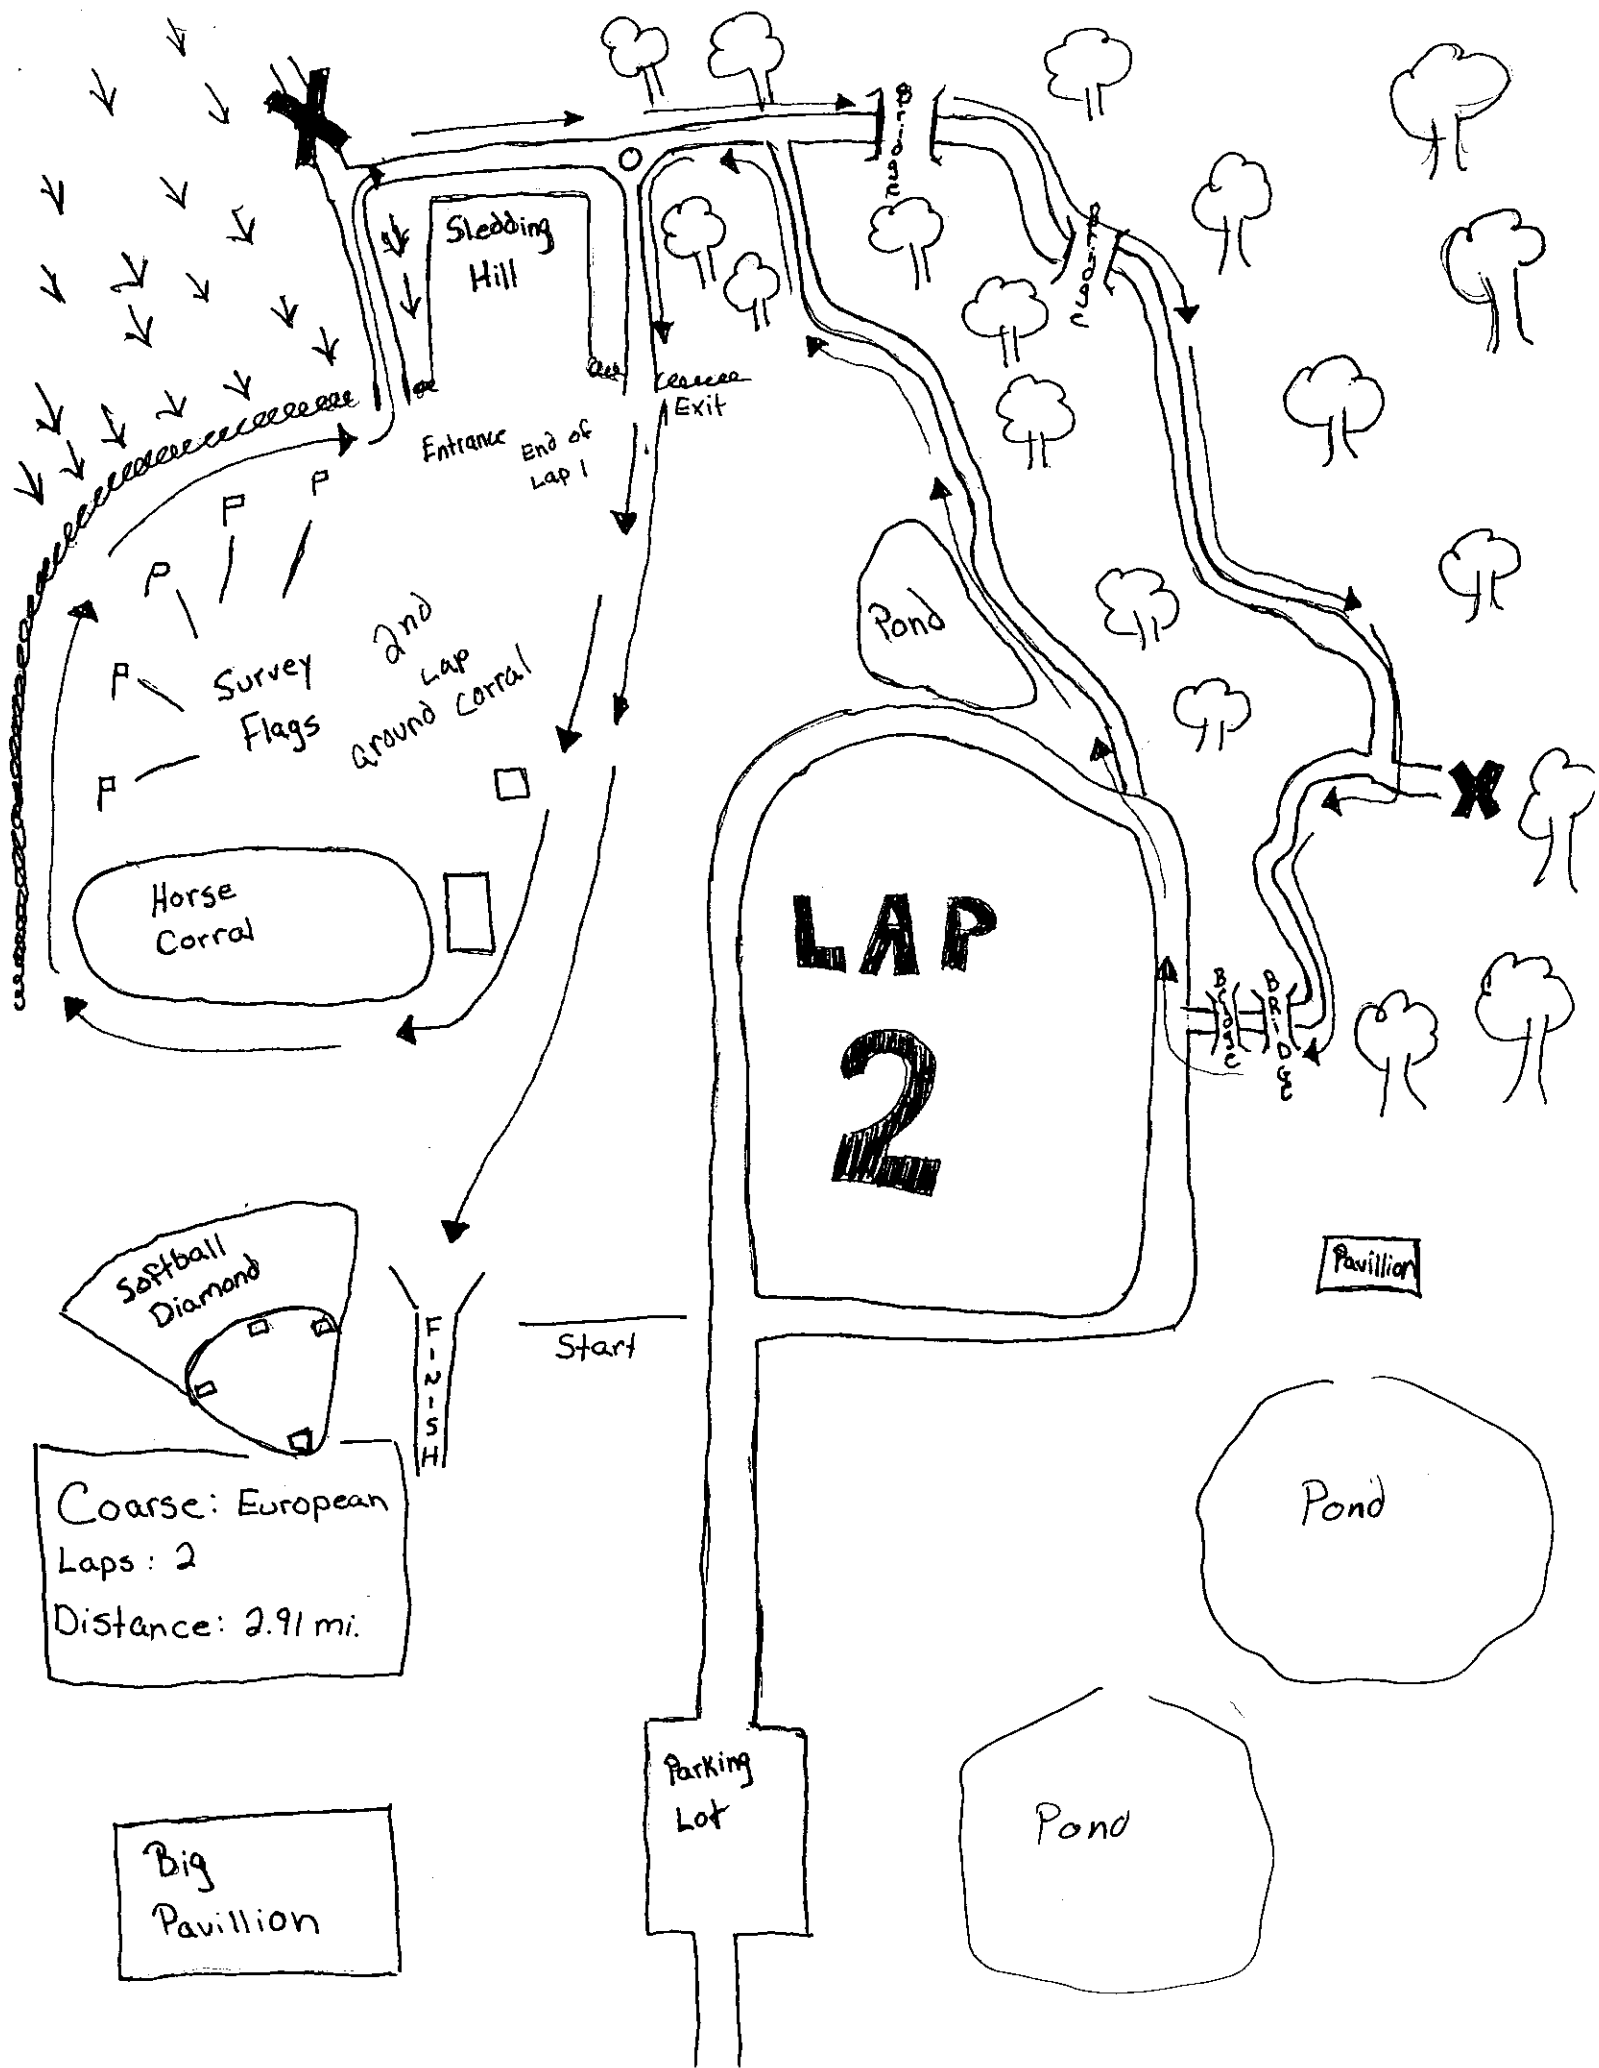 BRIDGE
Sledding
Hill
BRIDGE
Exit
Entrance
End of
Lap 1
P
P
P
P
P
Survey
Flags
2nd
Lap
around Corral
Pond
Horse
Corral
LAP
2
Bridge
BRIDGE
Softball
Diamond
Pavillion
FINISH
Start
Coarse: European
Laps: 2
Distance: 2.91 mi.
Pond
Parking
Lot
Pond
Big
Pavillion